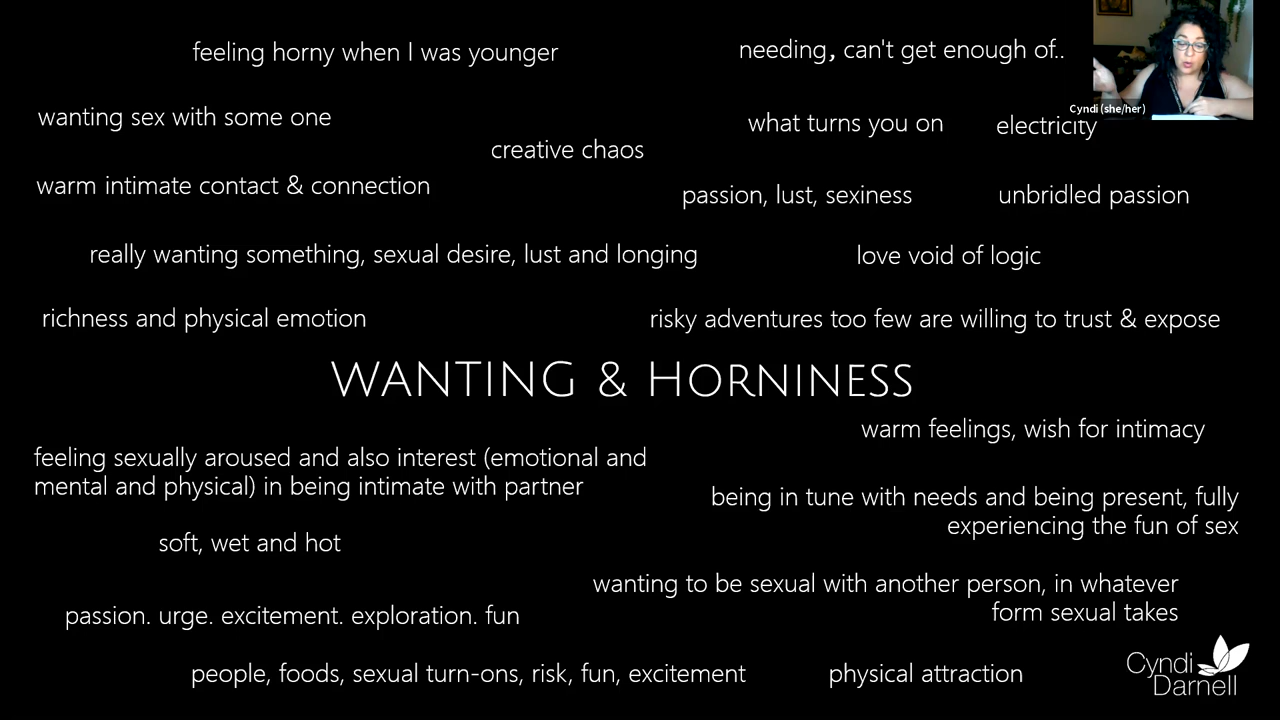 feeling horny when I was younger
needing, can't get enough of..
Cyndi (she/her)
wanting sex with some one
what turns you on
electricity
creative chaos
warm intimate contact & connection
passion, lust, sexiness
unbridled passion
really wanting something, sexual desire, lust and longing
love void of logic
richness and physical emotion
risky adventures too few are willing to trust & expose
WANTING & HORNINESS
warm feelings, wish for intimacy
feeling sexually aroused and also interest (emotional and
mental and physical) in being intimate with partner
being in tune with needs and being present, fully
experiencing the fun of sex
soft, wet and hot
wanting to be sexual with another person, in whatever
form sexual takes
passion. urge. excitement. exploration. fun
people, foods, sexual turn-ons, risk, fun, excitement
physical attraction
Cyndi
Darnell